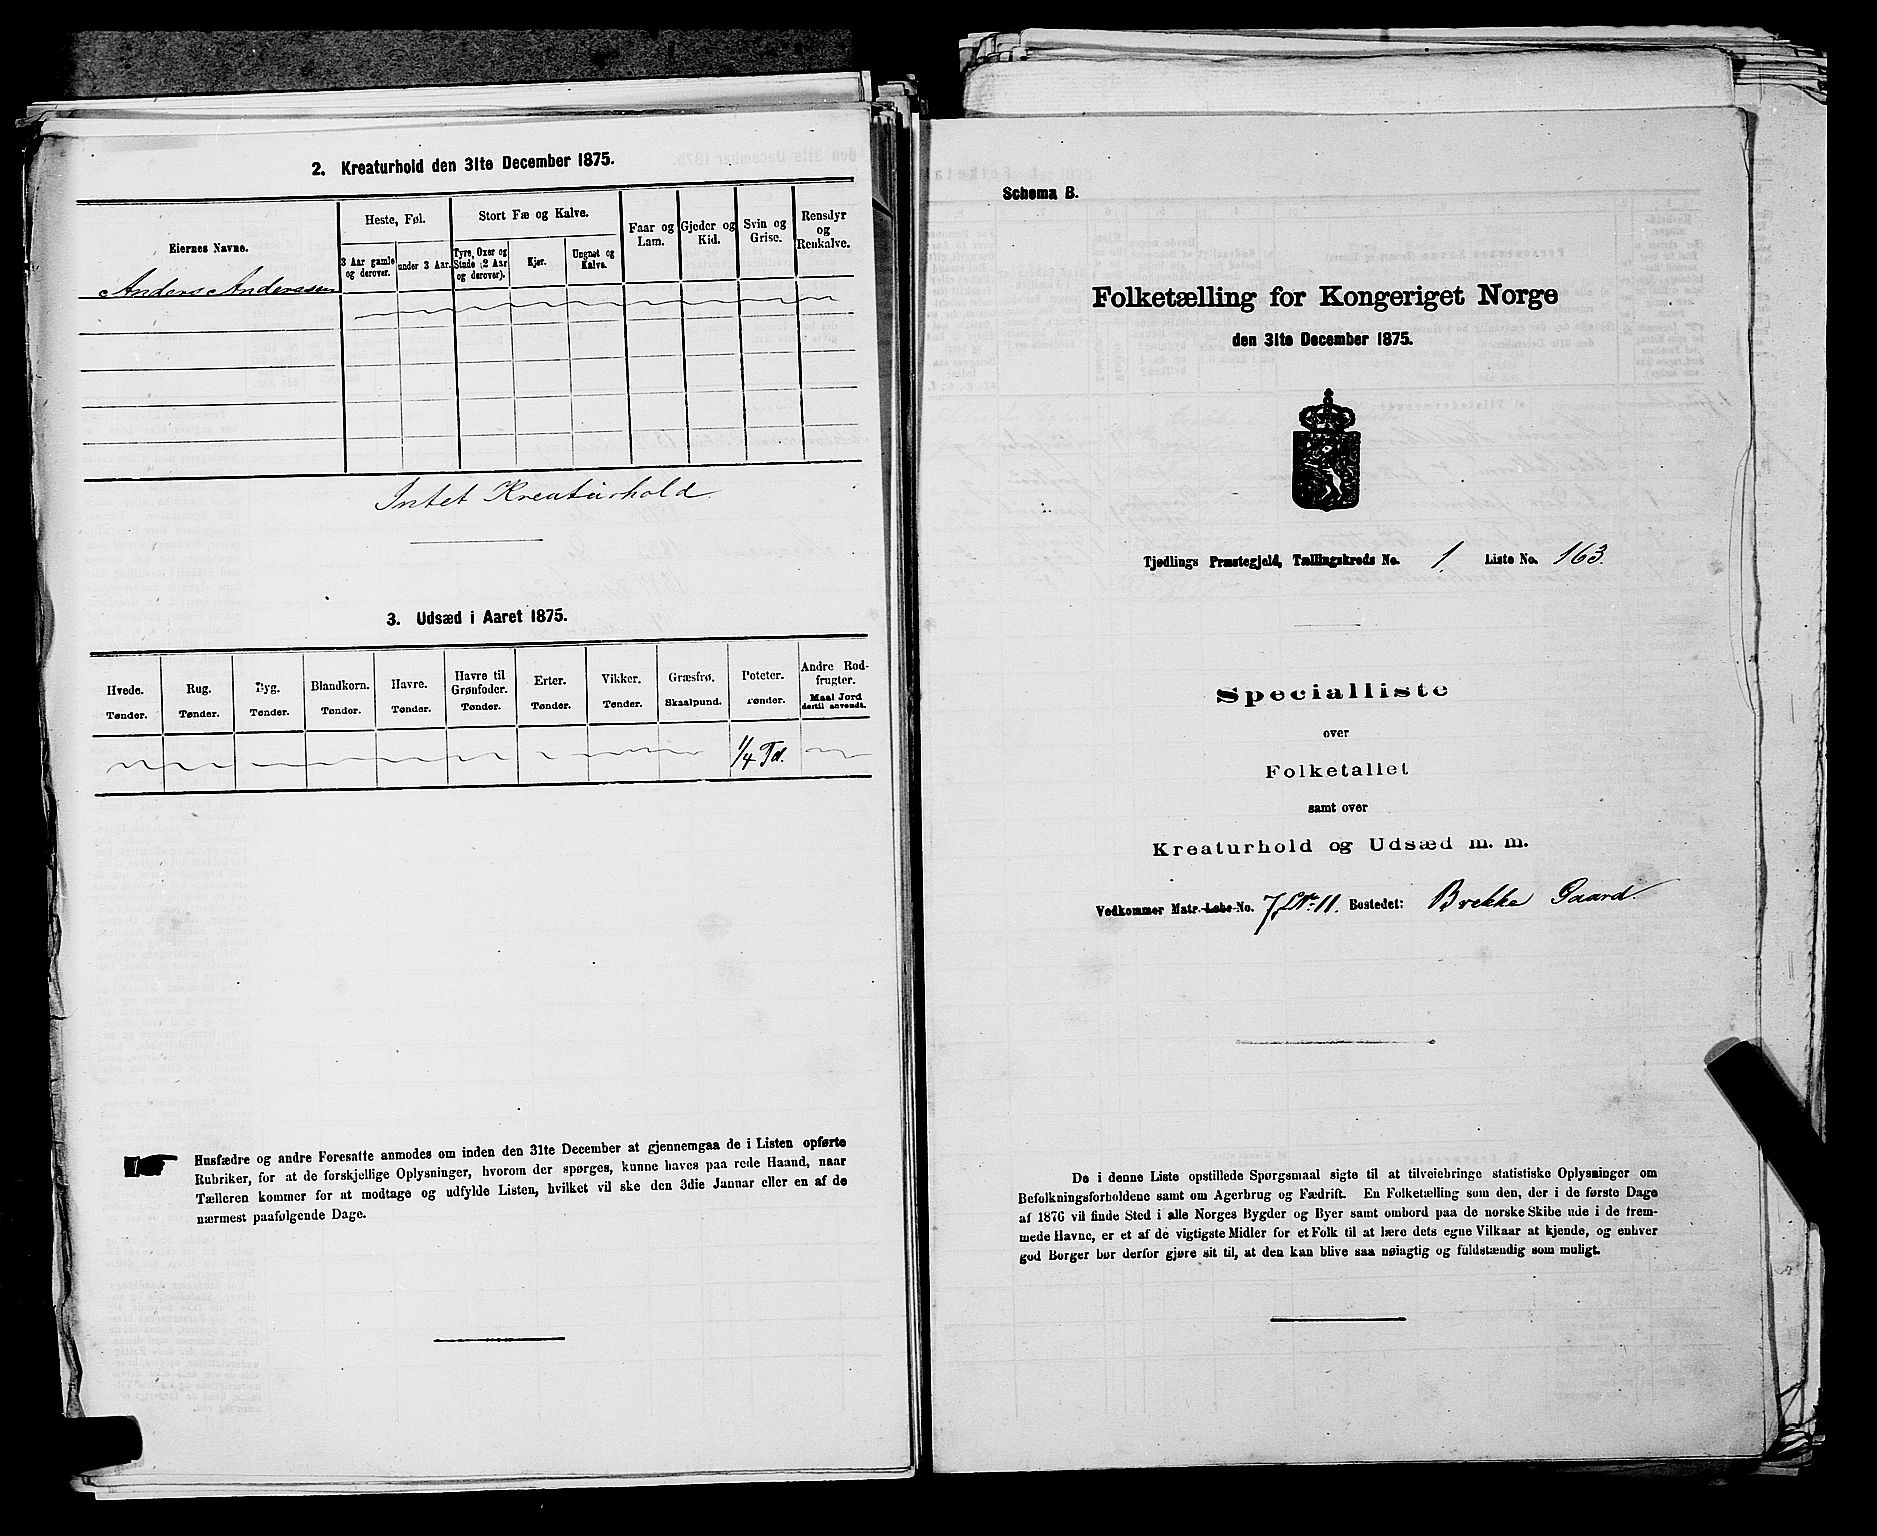 2. Kreaturhold den 31te December 1875.
Eiernes Navne.
Heste, Føl.
3 Aar gamle og derover.
under 3 Aar.
Stort Fæ og Kalve.
Tyre, Oxer og Stude (2 Aar og derover).
Kjør.
Ungnøt og Kalve.
Faar og Lam.
Gjeder og Kid.
Svin og Grise.
Rensdyr og Renkalve.
Anders Anderssen
Intet Kreaturhold
3. Udsæd i Aaret 1875.
Hvede. Tønder.
Rug. Tønder.
Byg. Tønder.
Blandkorn. Tønder.
Havre. Tønder.
Havre til Grønfoder. Tønder.
Erter. Tønder.
Vikker. Tønder.
Græsfrø. Skaalpund.
Poteter. Tønder.
Andre Rodfrugter. Maal Jord dertil anvendt.
1/4 Td.
Husfædre og andre Foresatte anmodes om inden den 31te December at gjennemgaa de i Listen opførte
Rubriker, for at de forskjellige Oplysninger, hvorom der spørges, kunne haves paa rede Haand, naar
Tælleren kommer for at modtage og udfylde Listen, hvilket vil ske den 3die Januar eller en af de
nærmest paafølgende Dage.
Schema B.
Folketælling for Kongeriget Norge
den 31te December 1875.
Tjødlings Præstegjeld, Tællingskreds No. 1. Liste No. 163.
Specialliste
over
Folketallet
samt over
Kreaturhold og Udsæd m. m.
Vedkommer Matr. Løbe No. 7 LNr 11. Bostedet: Brekke Gaard.
De i denne Liste opstillede Spørgsmaal sigte til at tilveiebringe statistiske Oplysninger om
Befolkningsforholdene samt om Agerbrug og Fædrift. En Folketælling som den, der i de første Dage
af 1876 vil finde Sted i alle Norges Bygder og Byer samt ombord paa de norske Skibe ude i de frem-
mede Havne, er et af de vigtigste Midler for et Folk til at lære dets egne Vilkaar at kjende, og enhver
god Borger bør derfor gjøre sit til, at den kan blive saa nøiagtig og fuldstændig som muligt.